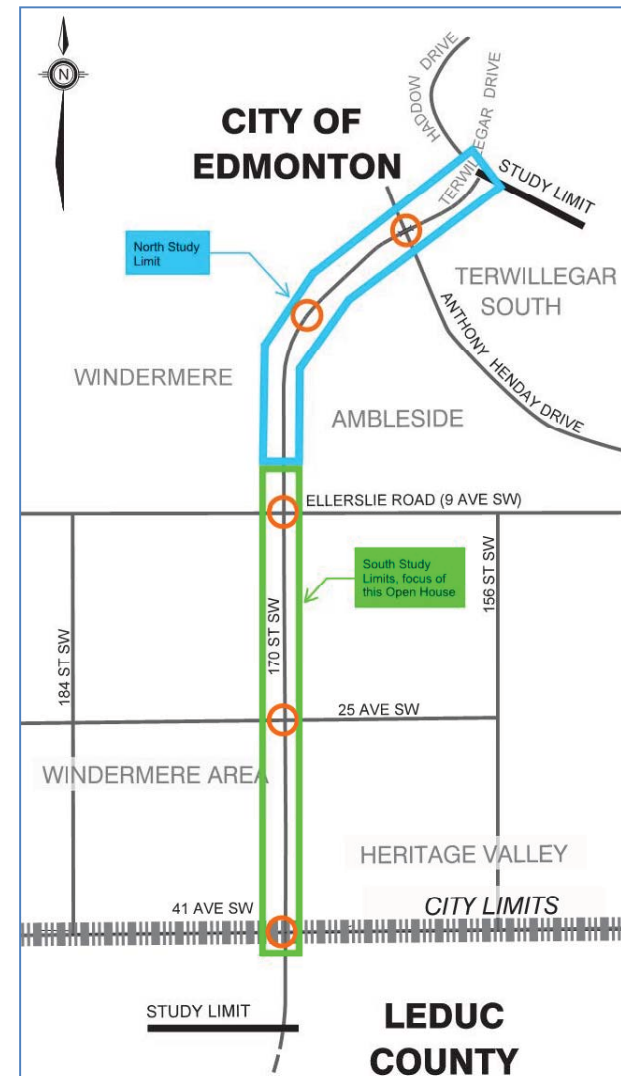 HADDOW DRIVE
TERWILLEGAR DRIVE
N
CITY OF
EDMONTON
STUDY LIMIT
North Study
Limit
TERWILLEGAR
SOUTH
ANTHONY HENDAY DRIVE
WINDERMERE
AMBLESIDE
ELLERSLIE ROAD (9 AVE SW)
South Study
Limits, focus of
this Open House
156 ST SW
170 ST SW
184 ST SW
25 AVE SW
WINDERMERE AREA
HERITAGE VALLEY
41 AVE SW
CITY LIMITS
STUDY LIMIT
LEDUC
COUNTY